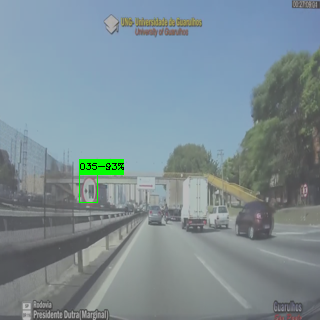 UNG- Universidade de Guarulhos
University of Guarulhos
035-93%
Rodovia
Presidente Dutra(Marginal)
Guarulhos